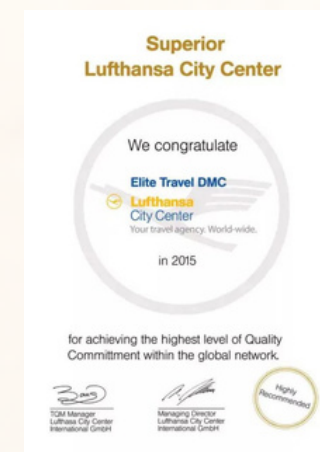 Superior
Lufthansa City Center
We congratulate
Elite Travel DMC
Lufthansa
City Center
Your travel agency. World-wide.
in 2015
for achieving the highest level of Quality
Committment within the global network.
TQM Manager
Lufthasa City Center
International GmbH
Managing Director
Lufthansa City Center
International GmbH
Highly
Recommended